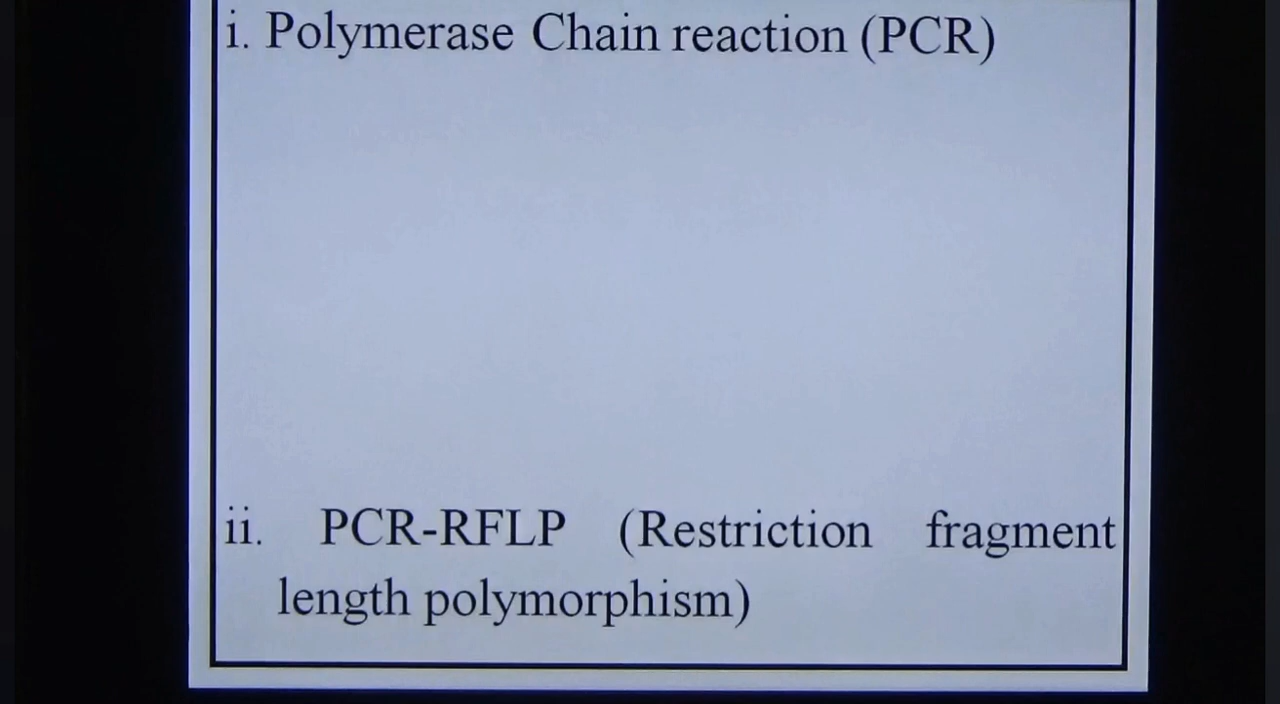 i. Polymerase Chain reaction (PCR)
ii. PCR-RFLP (Restriction fragment
length polymorphism)